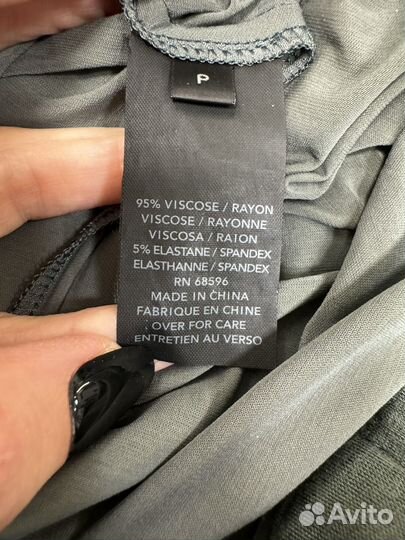 P
95% VISCOSE / RAYON
VISCOSE / RAYONNE
VISCOSA / RAION
5% ELASTANE / SPANDEX
ELASTHANNE / SPANDEX
RN 68596
MADE IN CHINA
FABRIQUE EN CHINE
OVER FOR CARE
ENTRETIEN AU VERSO
Avito